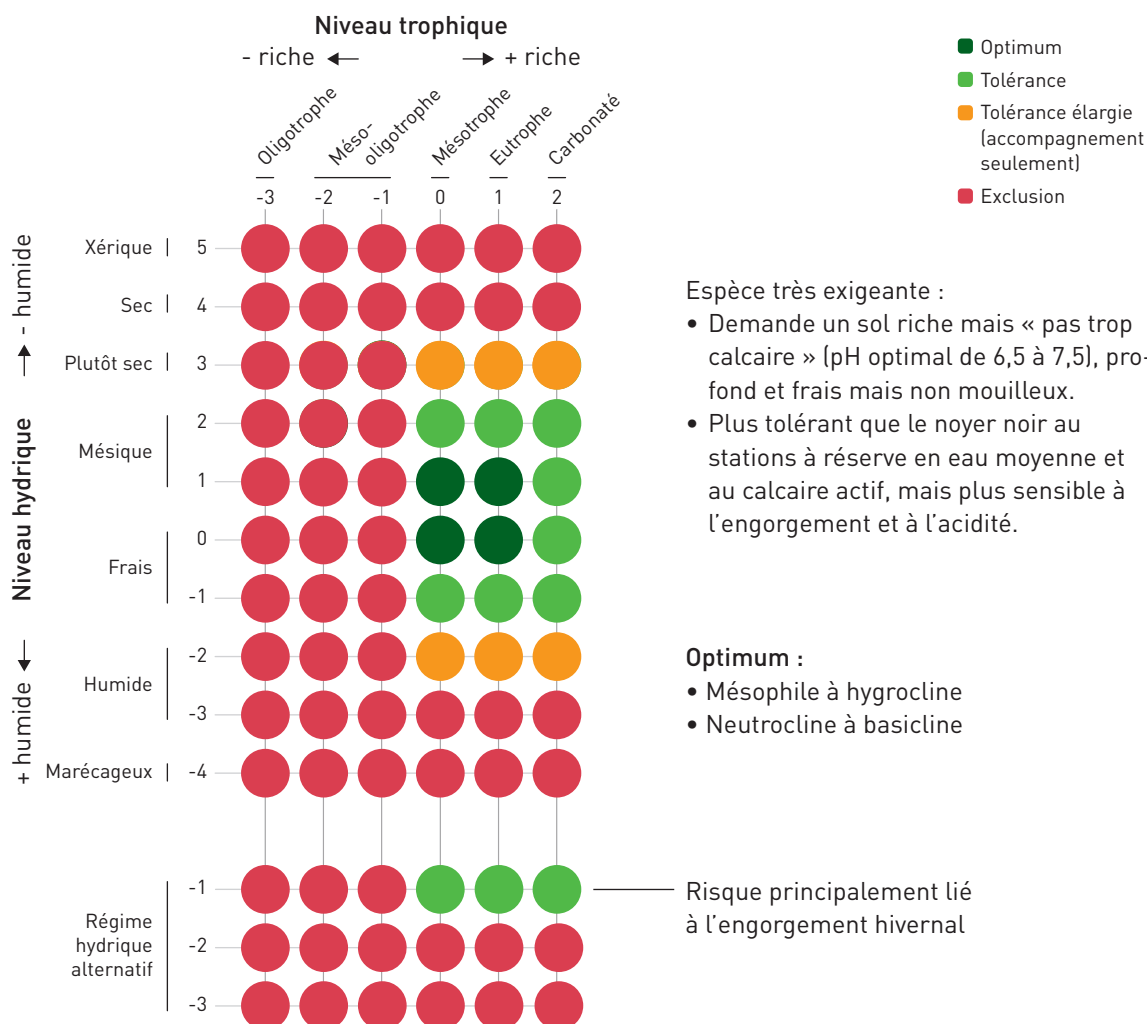 Niveau trophique
- riche ← → + riche
Oligotrophe
Méso-
oligotrophe
Mésotrophe
Eutrophe
Carbonaté
-3 -2 -1 0 1 2
Optimum
Tolérance
Tolérance élargie
(accompagnement
seulement)
Exclusion
Niveau hydrique
→ - humide
+ humide ←
Xérique 5
Sec 4
Plutôt sec 3
2
Mésique
1
0
Frais
-1
-2
Humide
-3
Marécageux -4
-1
Régime
hydrique
alternatif
-2
-3
Espèce très exigeante :
• Demande un sol riche mais « pas trop
calcaire » (pH optimal de 6,5 à 7,5), pro-
fond et frais mais non mouilleux.
• Plus tolérant que le noyer noir au
stations à réserve en eau moyenne et
au calcaire actif, mais plus sensible à
l’engorgement et à l’acidité.
Optimum :
• Mésophile à hygrocline
• Neutrocline à basicline
Risque principalement lié
à l’engorgement hivernal